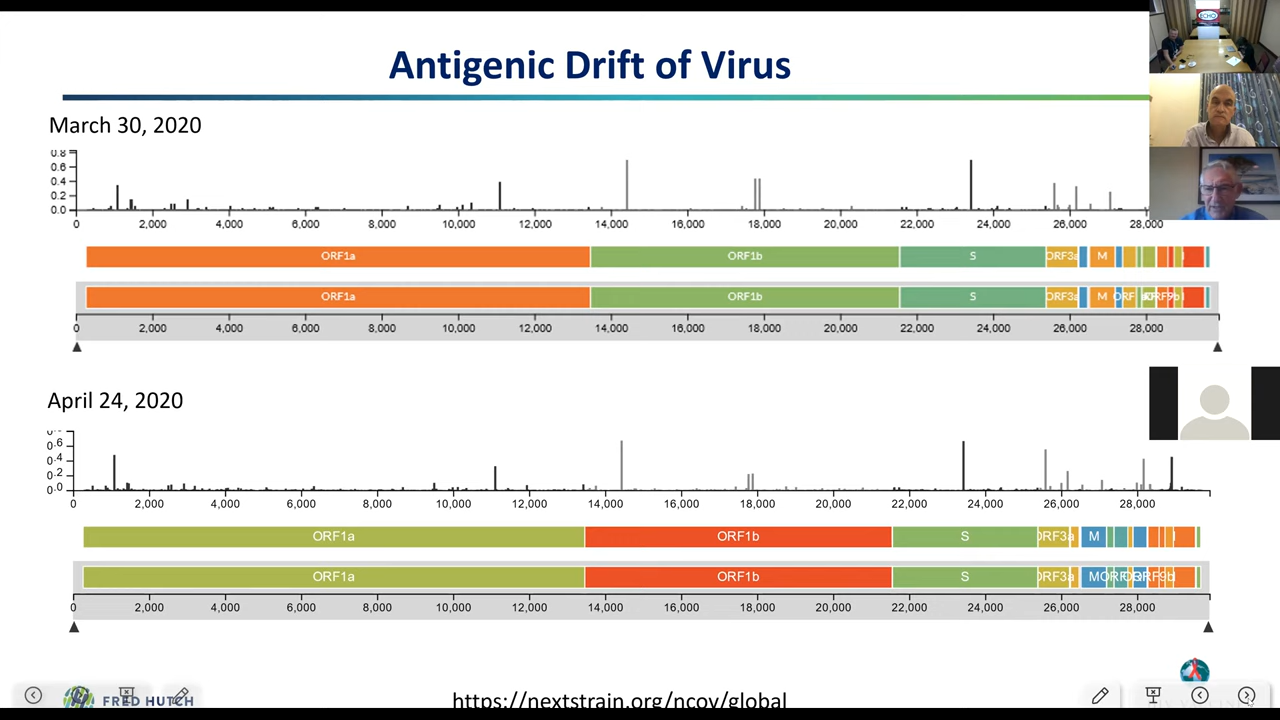 Antigenic Drift of Virus
March 30, 2020
0.8
0.6
0.4
0.2
0.0
0 2,000 4,000 6,000 8,000 10,000 12,000 14,000 16,000 18,000 20,000 22,000 24,000 26,000 28,000
ORF1a ORF1b S ORF3a M
ORF1a ORF1b S ORF3a M
0 2,000 4,000 6,000 8,000 10,000 12,000 14,000 16,000 18,000 20,000 22,000 24,000 26,000 28,000
April 24, 2020
0.6
0.4
0.2
0.0
0 2,000 4,000 6,000 8,000 10,000 12,000 14,000 16,000 18,000 20,000 22,000 24,000 26,000 28,000
ORF1a ORF1b S ORF3a M
ORF1a ORF1b S ORF3a M
0 2,000 4,000 6,000 8,000 10,000 12,000 14,000 16,000 18,000 20,000 22,000 24,000 26,000 28,000
FRED HUTCH
https://nextstrain.org/ncov/global